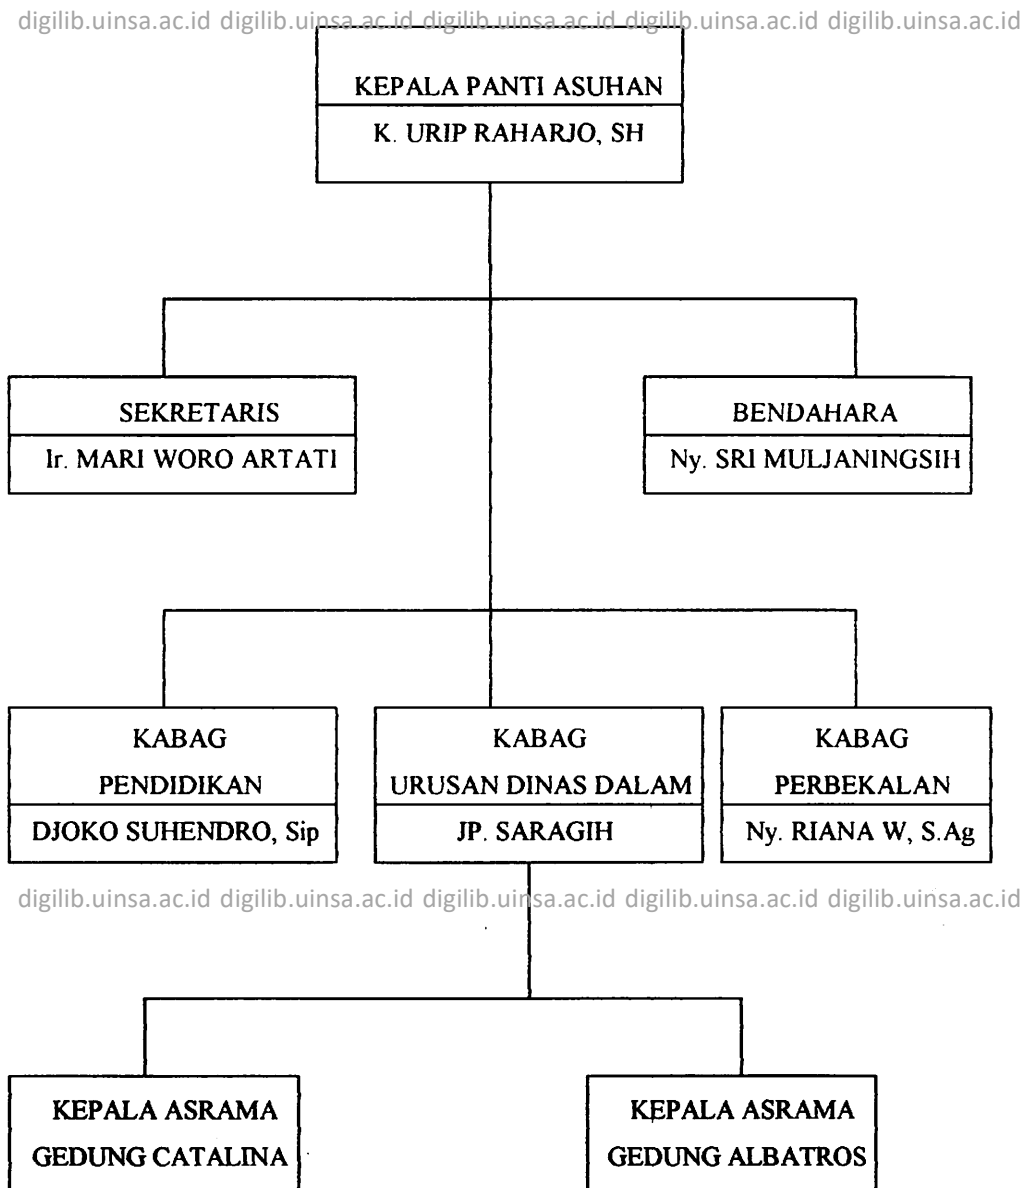 digilib.uinsa.ac.id digilib.uinsa.ac.id digilib.uinsa.ac.id digilib.uinsa.ac.id digilib.uinsa.ac.id
KEPALA PANTI ASUHAN
K. URIP RAHARJO, SH
SEKRETARIS
Ir. MARI WORO ARTATI
BENDAHARA
Ny. SRI MULJANINGSIH
KABAG
PENDIDIKAN
DJOKO SUHENDRO, Sip
KABAG
URUSAN DINAS DALAM
JP. SARAGIH
KABAG
PERBEKALAN
Ny. RIANA W, S.Ag
digilib.uinsa.ac.id digilib.uinsa.ac.id digilib.uinsa.ac.id digilib.uinsa.ac.id digilib.uinsa.ac.id
KEPALA ASRAMA
GEDUNG CATALINA
KEPALA ASRAMA
GEDUNG ALBATROS